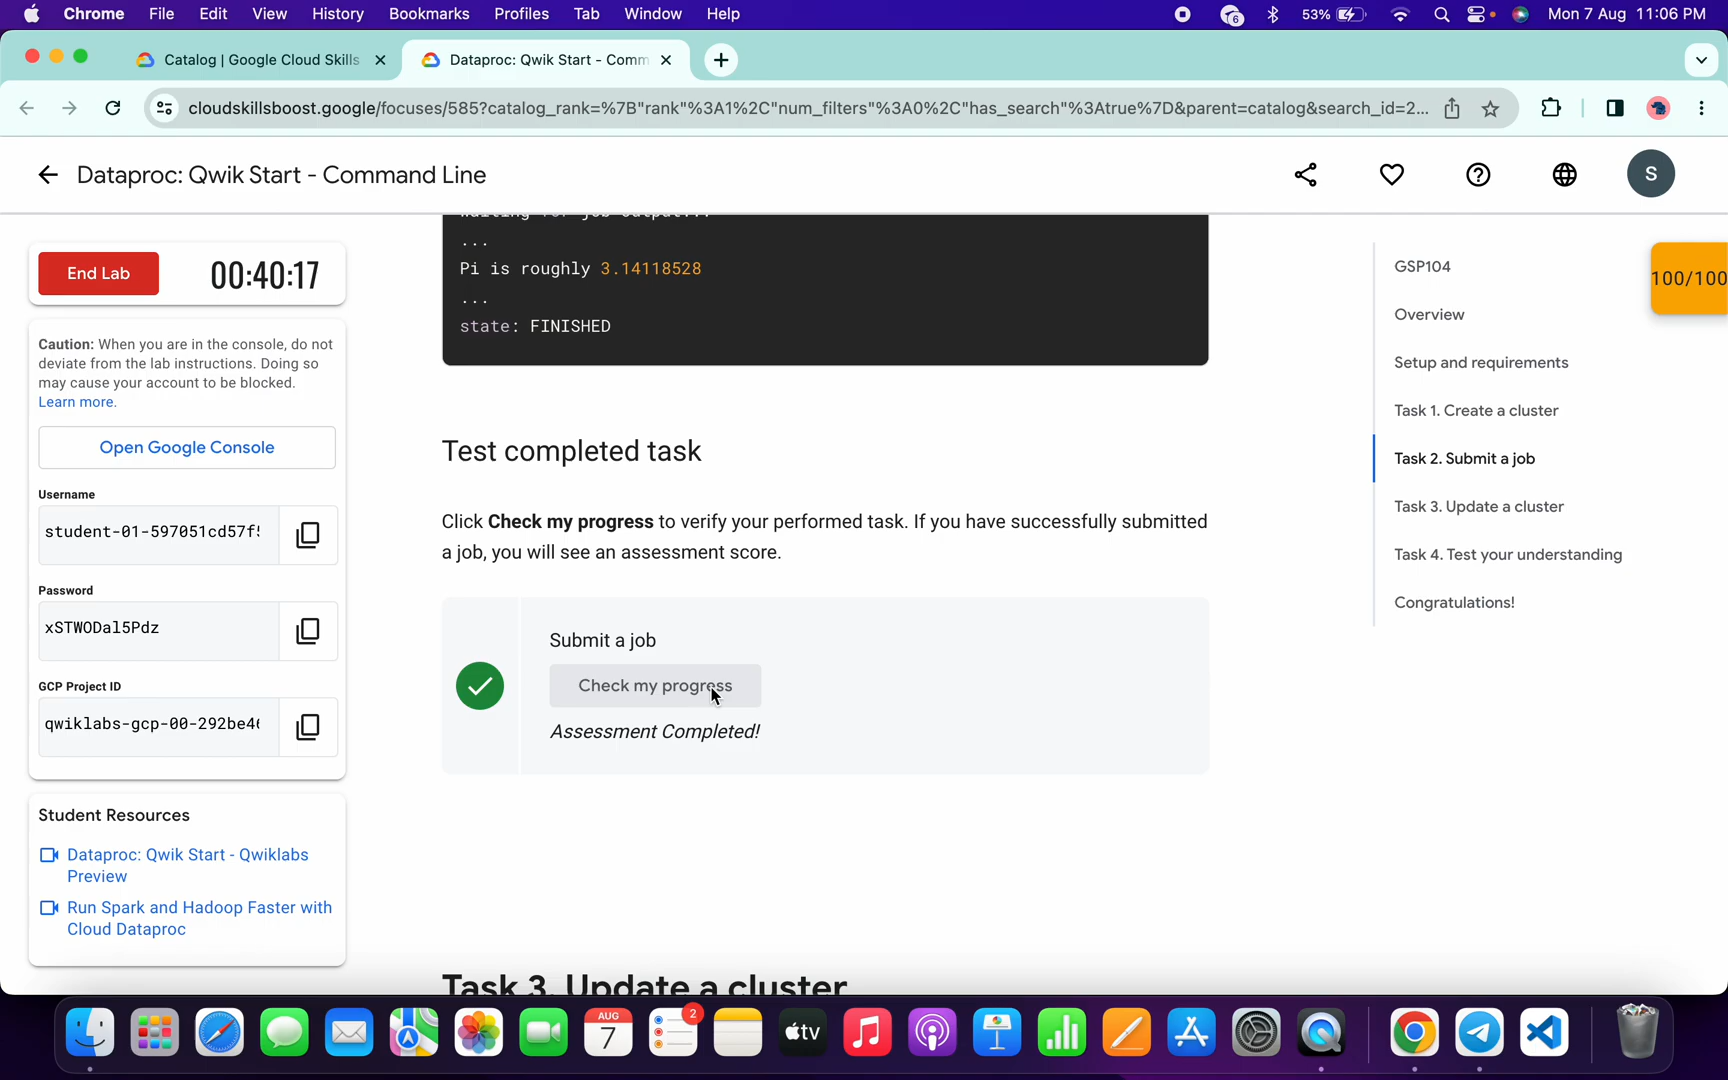 Chrome File Edit View History Bookmarks Profiles Tab Window Help
6 53% Mon 7 Aug 11:06 PM
Catalog | Google Cloud Skills
Dataproc: Qwik Start - Comm
cloudskillsboost.google/focuses/585?catalog_rank=%7B"rank"%3A1%2C"num_filters"%3A0%2C"has_search"%3Atrue%7D&parent=catalog&search_id=2...
Dataproc: Qwik Start - Command Line
S
End Lab
00:40:17
Caution: When you are in the console, do not
deviate from the lab instructions. Doing so
may cause your account to be blocked.
Learn more.
Open Google Console
Username
student-01-597051cd57f
Password
xSTWODal5Pdz
GCP Project ID
qwiklabs-gcp-00-292be4
Student Resources
Dataproc: Qwik Start - Qwiklabs
Preview
Run Spark and Hadoop Faster with
Cloud Dataproc
Waiting for job output...
...
Pi is roughly 3.14118528
...
state: FINISHED
Test completed task
Click Check my progress to verify your performed task. If you have successfully submitted
a job, you will see an assessment score.
Submit a job
Check my progress
Assessment Completed!
Task 3. Update a cluster
GSP104
Overview
Setup and requirements
Task 1. Create a cluster
Task 2. Submit a job
Task 3. Update a cluster
Task 4. Test your understanding
Congratulations!
100/100
AUG
7
2
tv